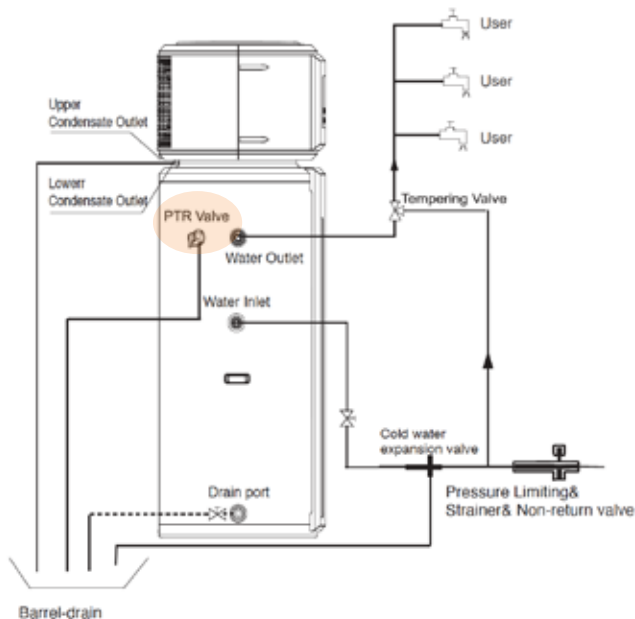 User
User
User
Upper
Condensate Outlet
Lowerr
Condensate Outlet
PTR Valve
Tempering Valve
Water Outlet
Water Inlet
Cold water
expansion valve
Pressure Limiting&
Strainer& Non-return valve
Drain port
Barrel-drain